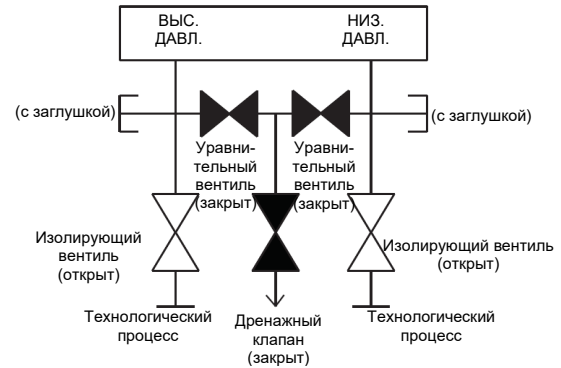 ВЫС.
ДАВЛ.
НИЗ.
ДАВЛ.
(с заглушкой)
(с заглушкой)
Уравни-
тельный
вентиль
(закрыт)
Уравни-
тельный
вентиль
(закрыт)
Изолирующий
вентиль
(открыт)
Изолирующий вентиль
(открыт)
Технологический
процесс
Дренажный
клапан
(закрыт)
Технологический
процесс